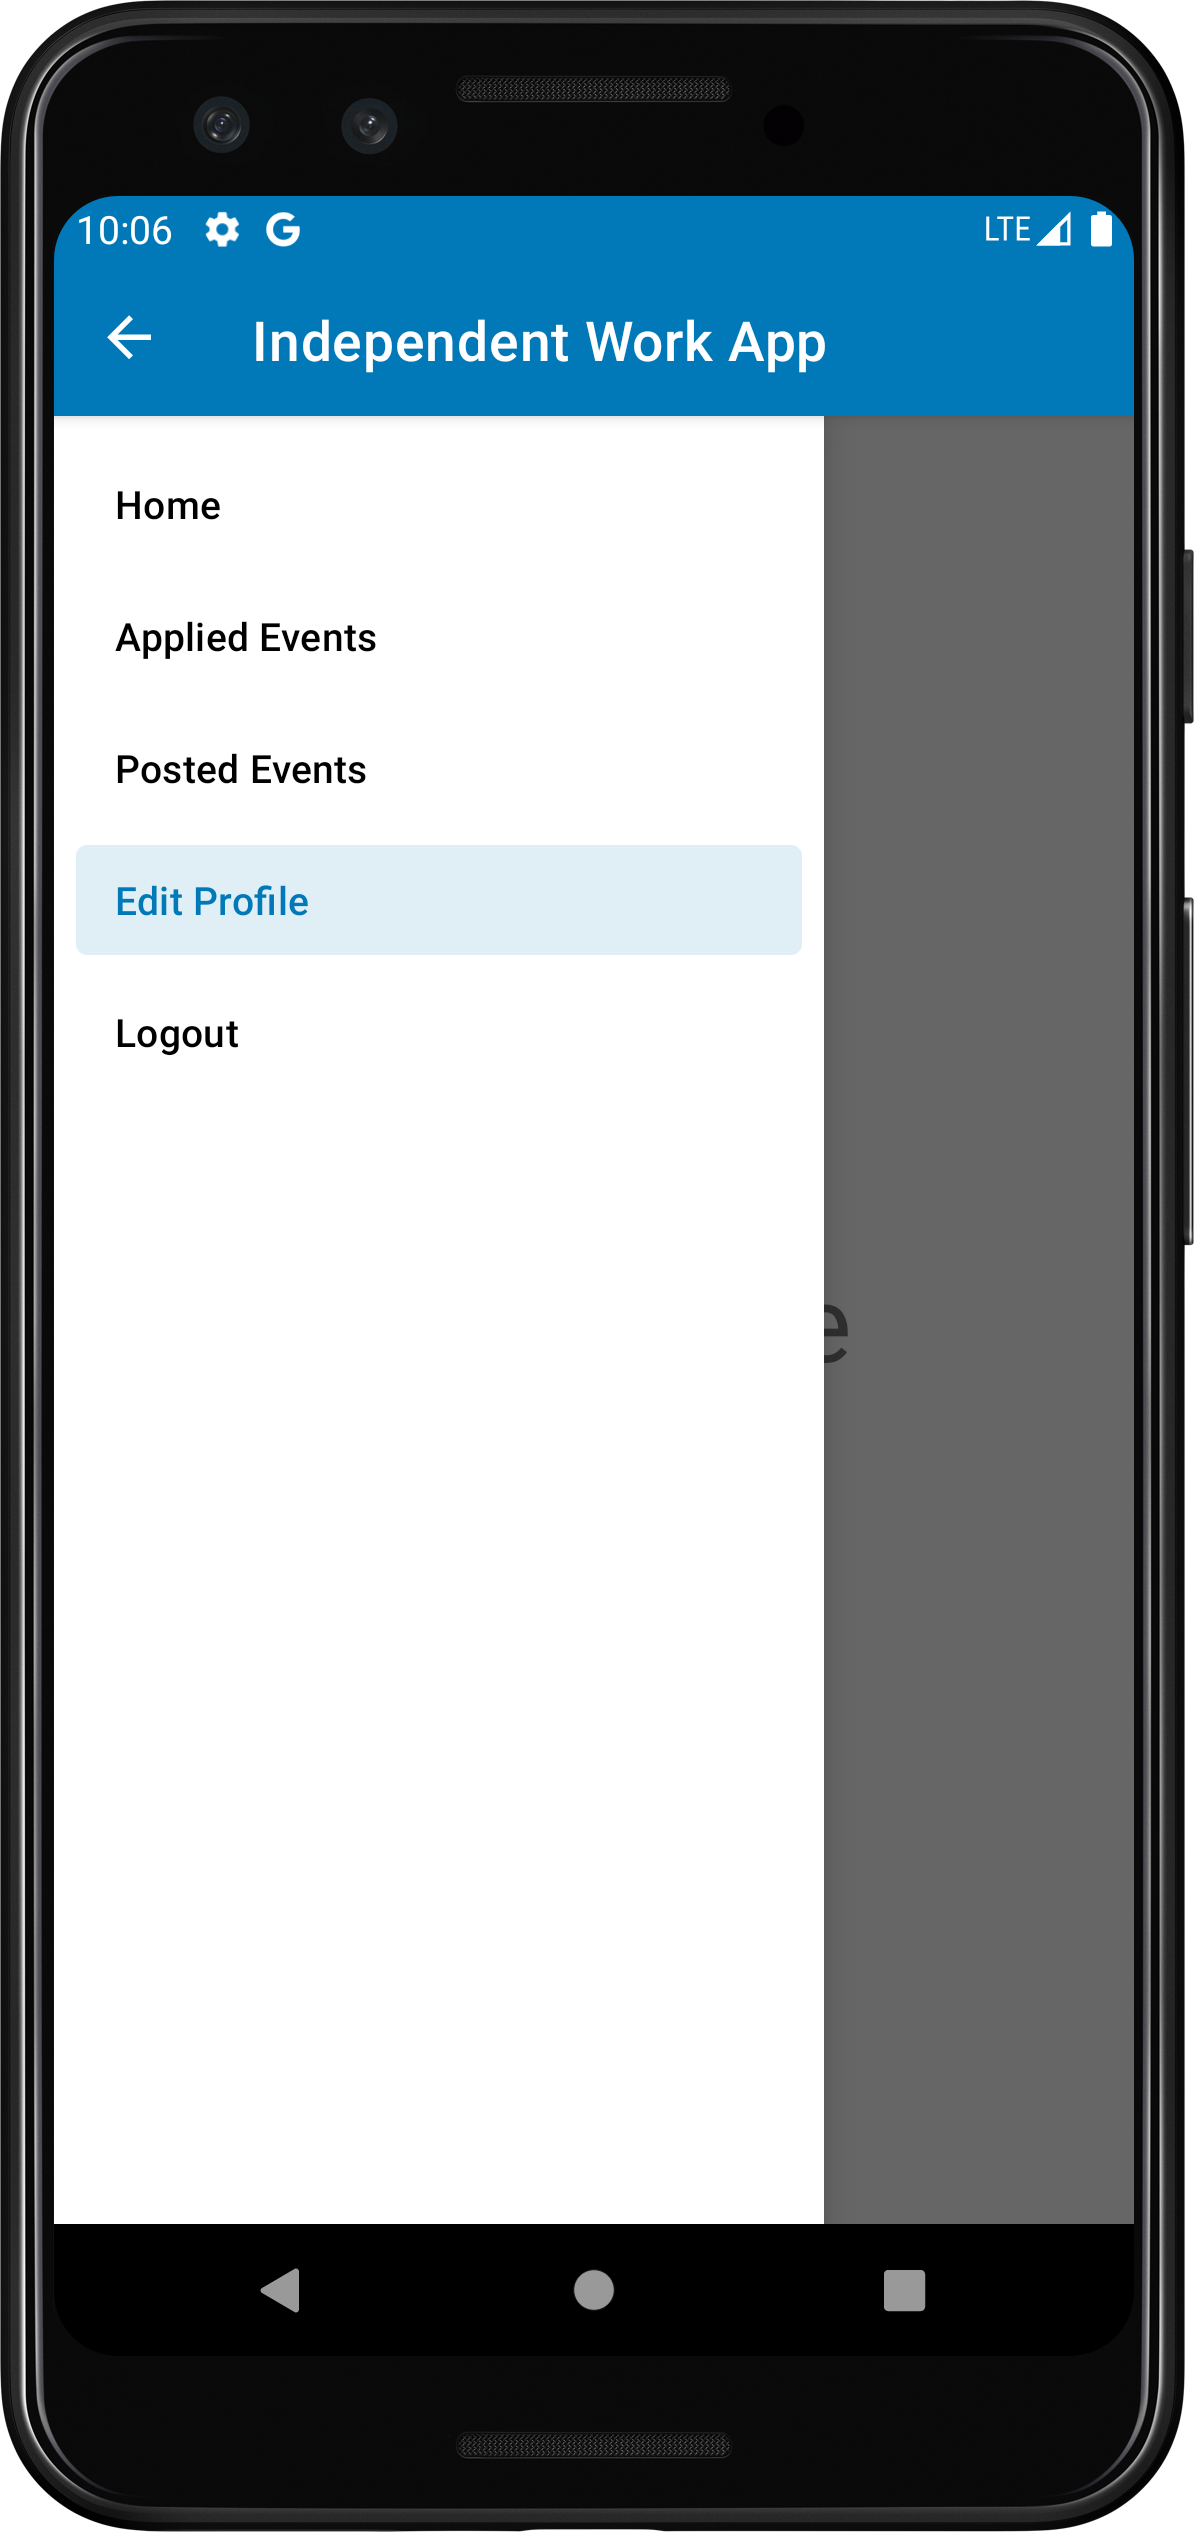 10:06 G LTE
Independent Work App
Home
Applied Events
Posted Events
Edit Profile
Logout
e